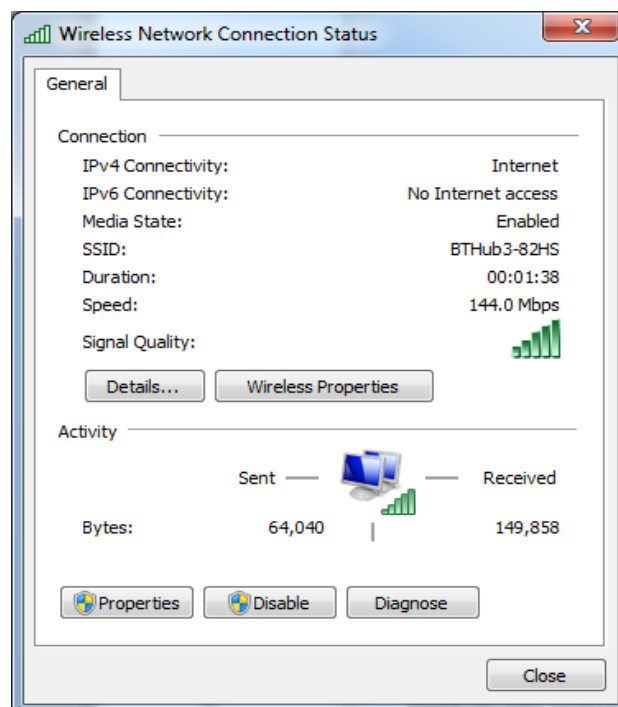 Wireless Network Connection Status
General
Connection
IPv4 Connectivity: Internet
IPv6 Connectivity: No Internet access
Media State: Enabled
SSID: BTHub3-82HS
Duration: 00:01:38
Speed: 144.0 Mbps
Signal Quality:
Details... Wireless Properties
Activity
Sent Received
Bytes: 64,040 149,858
Properties Disable Diagnose
Close